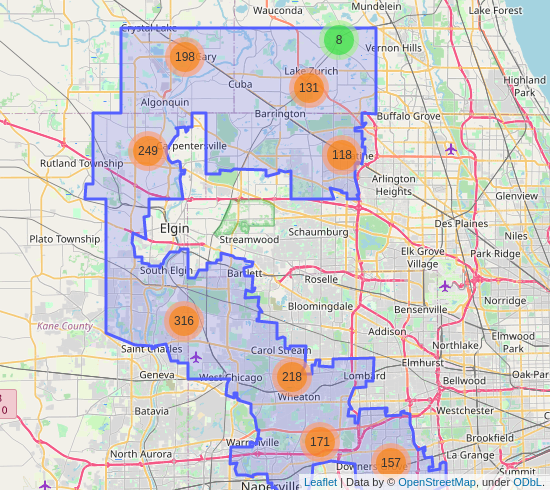 Wauconda
Mundelein
Lake Forest
Crystal Lake
8
Vernon Hills
198
Cary
Lake Zurich
Highland
Park
Cuba
131
Algonquin
Barrington
Buffalo Grove
249
Carpentersville
118
Rutland Township
Arlington
Heights
Glenview
Elgin
Des Plaines
Niles
Plato Township
Streamwood
Schaumburg
Elk Grove
Village
Park Ridge
South Elgin
Bartlett
Roselle
Norridge
Bloomingdale
Bensenville
316
Kane County
Addison
Northlake
Elmwood
Park
Saint Charles
Carol Stream
Elmhurst
Geneva
West Chicago
218
Lombard
Bellwood
Oak Par
Wheaton
Batavia
Westchester
171
Brookfield
North Aurora
157
La Grange
Downers
Summit
Naperville
Leaflet | Data by © OpenStreetMap, under ODbL.